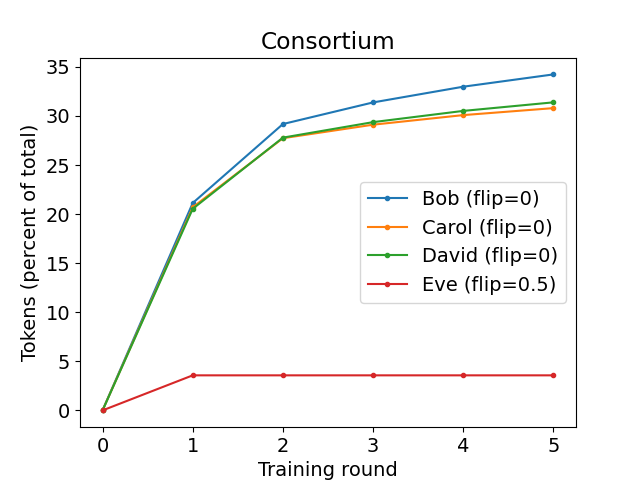 Consortium
Tokens (percent of total)
35
30
25
20
15
10
5
0
Bob (flip=0)
Carol (flip=0)
David (flip=0)
Eve (flip=0.5)
0 1 2 3 4 5
Training round